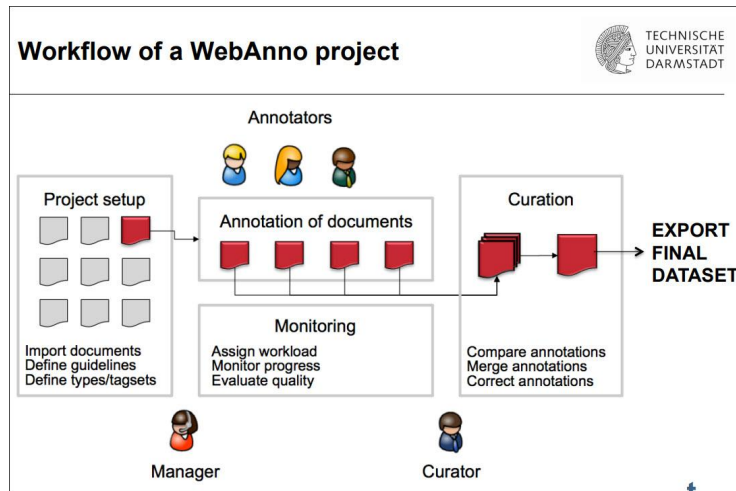 Workflow of a WebAnno project
TECHNISCHE
UNIVERSITÄT
DARMSTADT
Annotators
Project setup
Import documents
Define guidelines
Define types/tagsets
Annotation of documents
Monitoring
Assign workload
Monitor progress
Evaluate quality
Curation
Compare annotations
Merge annotations
Correct annotations
EXPORT
FINAL
DATASET
Manager
Curator